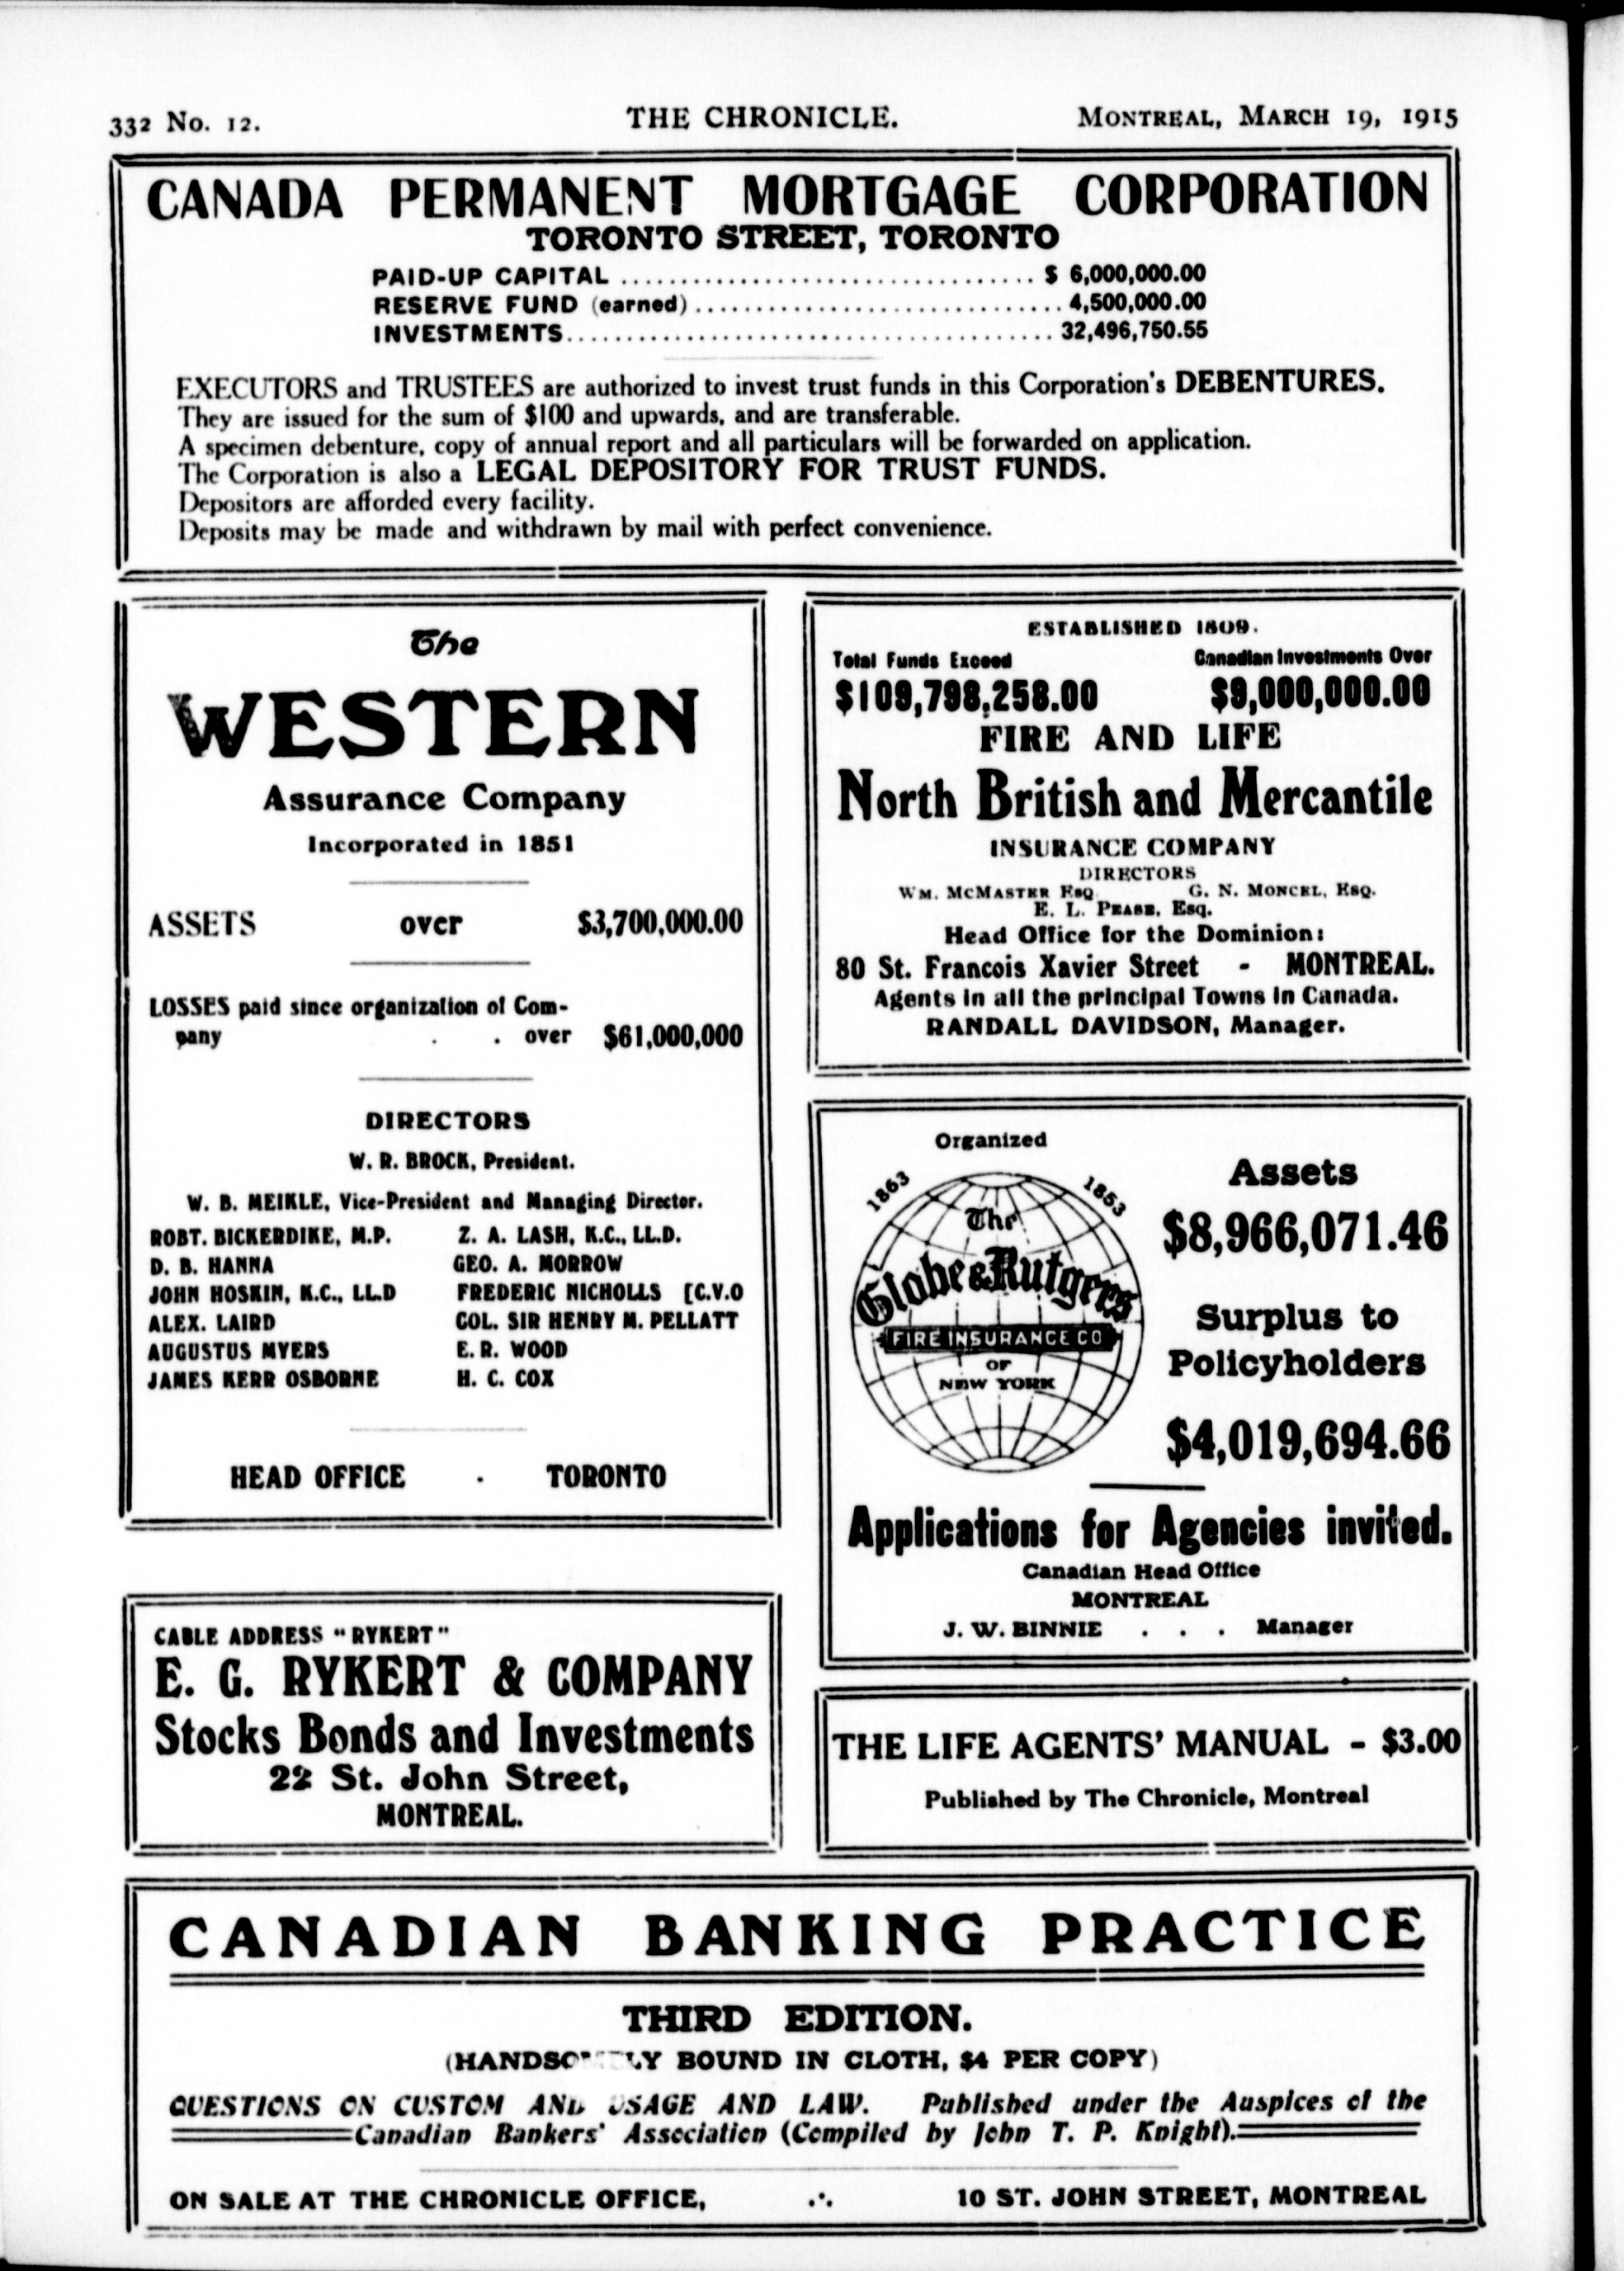 332 No. 12.
THE CHRONICLE.
MONTREAL, MARCH 19, 1915
CANADA PERMANENT MORTGAGE CORPORATION
TORONTO STREET, TORONTO
PAID-UP CAPITAL .................................... $ 6,000,000.00
RESERVE FUND (earned) ................................ 4,500,000.00
INVESTMENTS.......................................... 32,496,750.55
EXECUTORS and TRUSTEES are authorized to invest trust funds in this Corporation's DEBENTURES.
They are issued for the sum of $100 and upwards, and are transferable.
A specimen debenture, copy of annual report and all particulars will be forwarded on application.
The Corporation is also a LEGAL DEPOSITORY FOR TRUST FUNDS.
Depositors are afforded every facility.
Deposits may be made and withdrawn by mail with perfect convenience.
The
WESTERN
Assurance Company
Incorporated in 1851
ASSETS over $3,700,000.00
LOSSES paid since organization of Com-
pany . . over $61,000,000
DIRECTORS
W. R. BROCK, President.
W. B. MEIKLE, Vice-President and Managing Director.
ROBT. BICKERDIKE, M.P. Z. A. LASH, K.C., LL.D.
D. B. HANNA GEO. A. MORROW
JOHN HOSKIN, K.C., LL.D FREDERIC NICHOLLS [C.V.O
ALEX. LAIRD COL. SIR HENRY M. PELLATT
AUGUSTUS MYERS E. R. WOOD
JAMES KERR OSBORNE H. C. COX
HEAD OFFICE . TORONTO
ESTABLISHED 1809.
Total Funds Exceed Canadian Investments Over
$109,798,258.00 $9,000,000.00
FIRE AND LIFE
North British and Mercantile
INSURANCE COMPANY
DIRECTORS
WM. MCMASTER ESQ. G. N. MONCEL, ESQ.
E. L. PEASE, Esq.
Head Office for the Dominion:
80 St. Francois Xavier Street - MONTREAL.
Agents in all the principal Towns in Canada.
RANDALL DAVIDSON, Manager.
Organized
1863 1853
The
Globe & Rutgers
FIRE INSURANCE CO
OF
NEW YORK
Assets
$8,966,071.46
Surplus to
Policyholders
$4,019,694.66
Applications for Agencies invited.
Canadian Head Office
MONTREAL
J. W. BINNIE . . . Manager
CABLE ADDRESS "RYKERT"
E. G. RYKERT & COMPANY
Stocks Bonds and Investments
22 St. John Street,
MONTREAL.
THE LIFE AGENTS' MANUAL - $3.00
Published by The Chronicle, Montreal
CANADIAN BANKING PRACTICE
THIRD EDITION.
(HANDSOMELY BOUND IN CLOTH, $4 PER COPY)
QUESTIONS ON CUSTOM AND USAGE AND LAW. Published under the Auspices of the
Canadian Bankers' Association (Compiled by John T. P. Knight).
ON SALE AT THE CHRONICLE OFFICE, ∴ 10 ST. JOHN STREET, MONTREAL